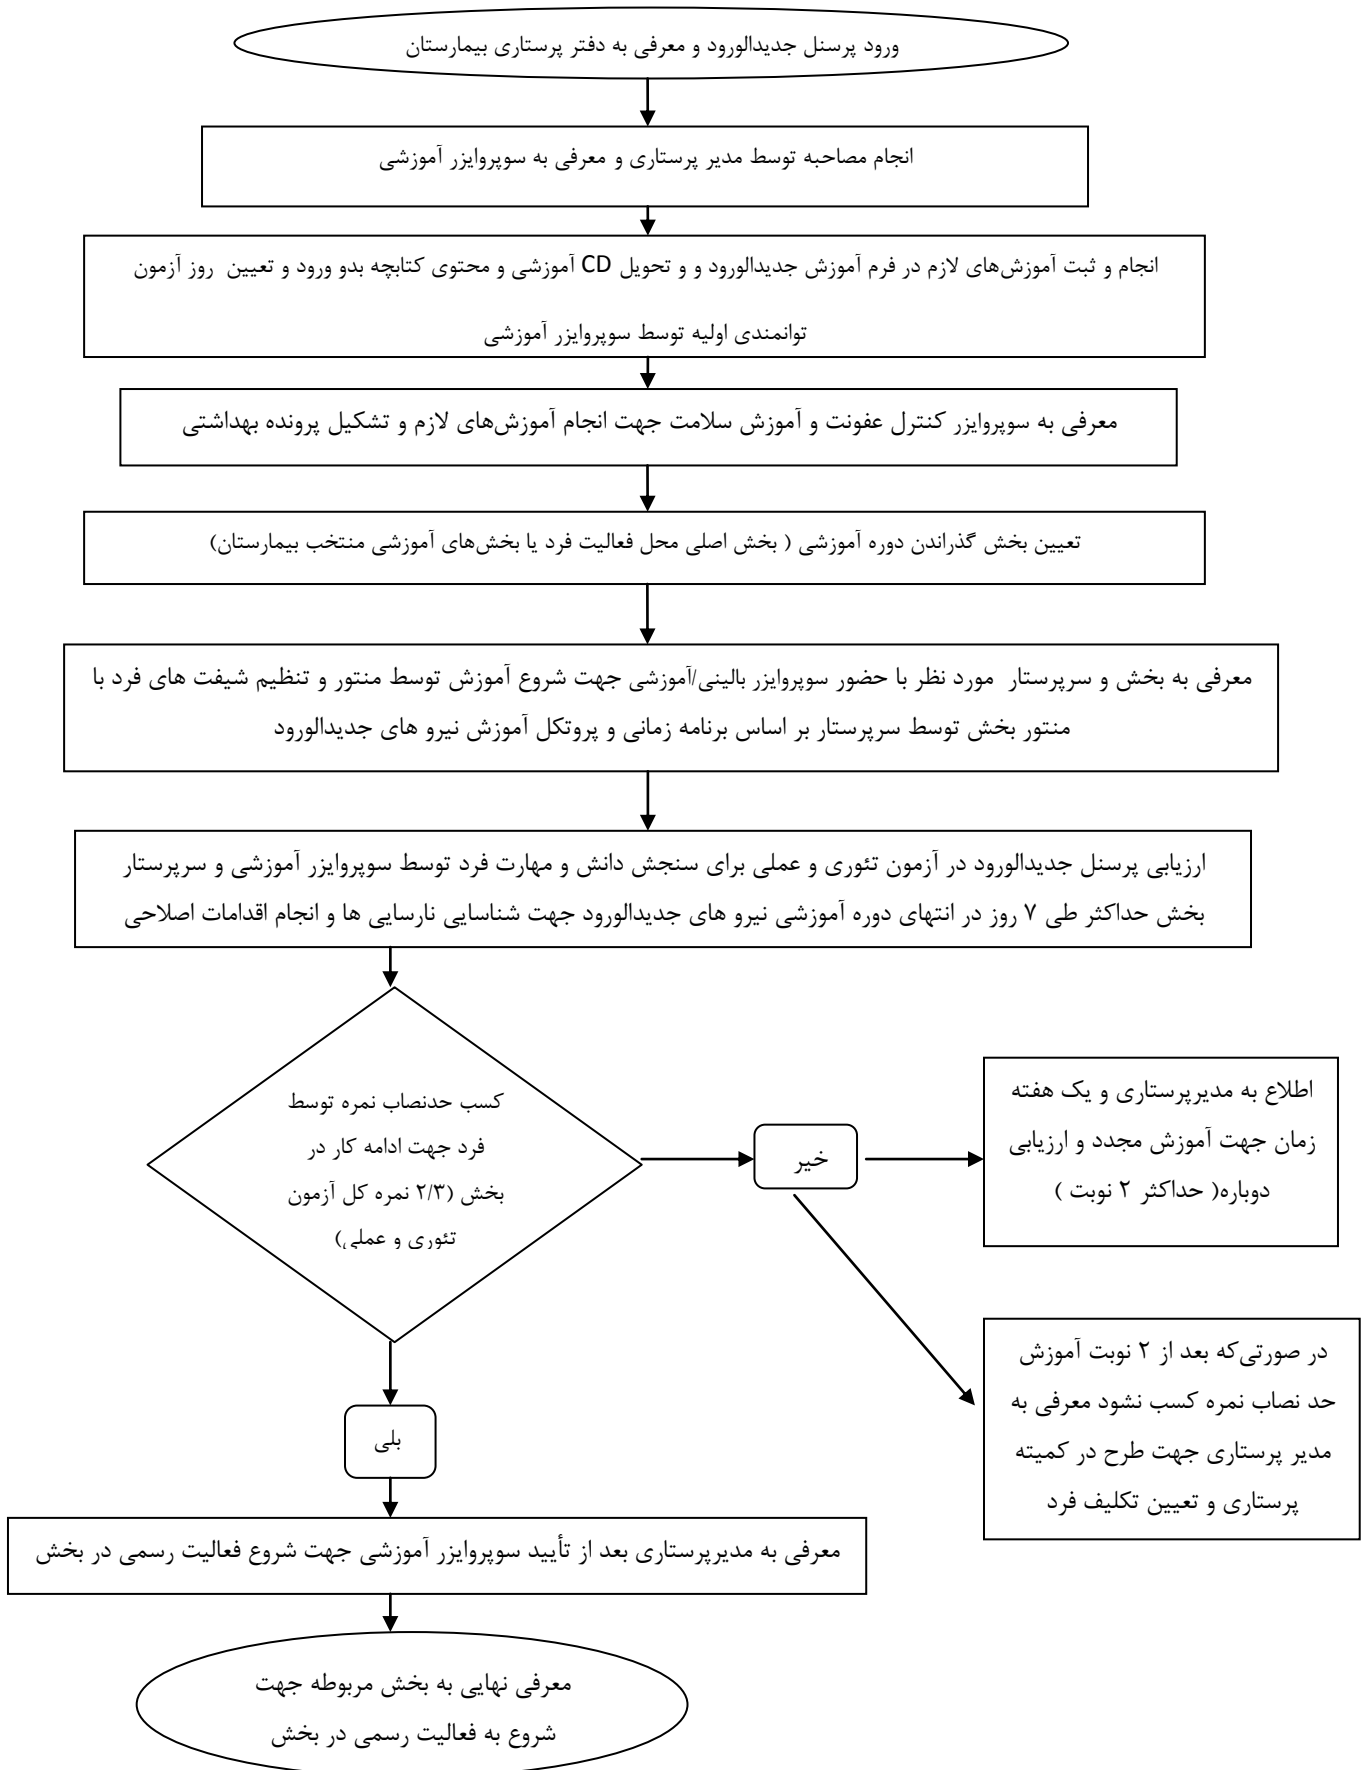 ورود پرسنل جدیدالورود و معرفی به دفتر پرستاری بیمارستان
انجام مصاحبه توسط مدیر پرستاری و معرفی به سوپروایزر آموزشی
انجام و ثبت آموزش‌های لازم در فرم آموزش جدیدالورود و و تحویل CD آموزشی و محتوی کتابچه بدو ورود و تعیین روز آزمون
توانمندی اولیه توسط سوپروایزر آموزشی
معرفی به سوپروایزر کنترل عفونت و آموزش سلامت جهت انجام آموزش‌های لازم و تشکیل پرونده بهداشتی
تعیین بخش گذراندن دوره آموزشی ( بخش اصلی محل فعالیت فرد یا بخش‌های آموزشی منتخب بیمارستان)
معرفی به بخش و سرپرستار مورد نظر با حضور سوپروایزر بالینی/آموزشی جهت شروع آموزش توسط منتور و تنظیم شیفت های فرد با
منتور بخش توسط سرپرستار بر اساس برنامه زمانی و پروتکل آموزش نیرو های جدیدالورود
ارزیابی پرسنل جدیدالورود در آزمون تئوری و عملی برای سنجش دانش و مهارت فرد توسط سوپروایزر آموزشی و سرپرستار
بخش حداکثر طی ۷ روز در انتهای دوره آموزشی نیرو های جدیدالورود جهت شناسایی نارسایی ها و انجام اقدامات اصلاحی
کسب حدنصاب نمره توسط
فرد جهت ادامه کار در
بخش (۲/۳ نمره کل آزمون
تئوری و عملی)
خیر
اطلاع به مدیرپرستاری و یک هفته
زمان جهت آموزش مجدد و ارزیابی
دوباره( حداکثر ۲ نوبت )
در صورتی‌که بعد از ۲ نوبت آموزش
حد نصاب نمره کسب نشود معرفی به
مدیر پرستاری جهت طرح در کمیته
پرستاری و تعیین تکلیف فرد
بلی
معرفی به مدیرپرستاری بعد از تأیید سوپروایزر آموزشی جهت شروع فعالیت رسمی در بخش
معرفی نهایی به بخش مربوطه جهت
شروع به فعالیت رسمی در بخش